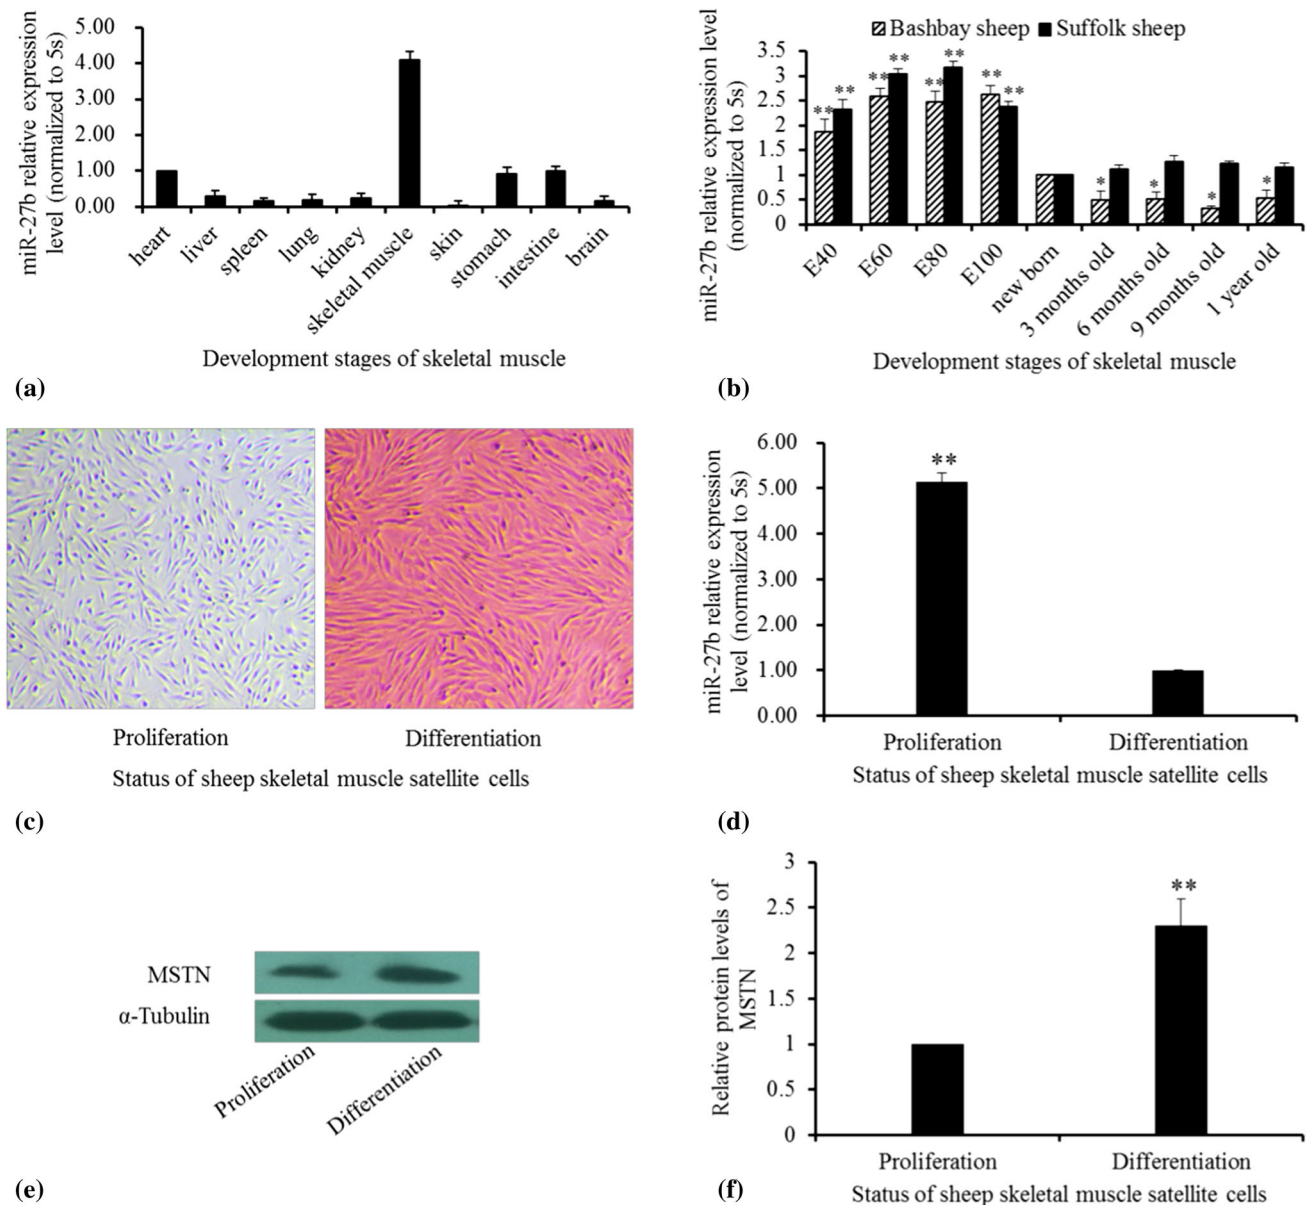 miR-27b relative expression
level (normalized to 5s)
5.00
4.00
3.00
2.00
1.00
0.00
heart
liver
spleen
lung
kidney
skeletal muscle
skin
stomach
intestine
brain
Development stages of skeletal muscle
(a)
miR-27b relative expression level
(normalized to 5s)
Bashbay sheep Suffolk sheep
3.5
3
2.5
2
1.5
1
0.5
0
** ** ** ** ** ** ** ** * * * *
E40
E60
E80
E100
new born
3 months old
6 months old
9 months old
1 year old
Development stages of skeletal muscle
(b)
Proliferation Differentiation
Status of sheep skeletal muscle satellite cells
(c)
miR-27b relative expression
level (normalized to 5s)
6.00
5.00
4.00
3.00
2.00
1.00
0.00
**
Proliferation Differentiation
Status of sheep skeletal muscle satellite cells
(d)
MSTN
α-Tubulin
Proliferation
Differentiation
(e)
Relative protein levels of
MSTN
3
2.5
2
1.5
1
0.5
0
**
Proliferation Differentiation
Status of sheep skeletal muscle satellite cells
(f)